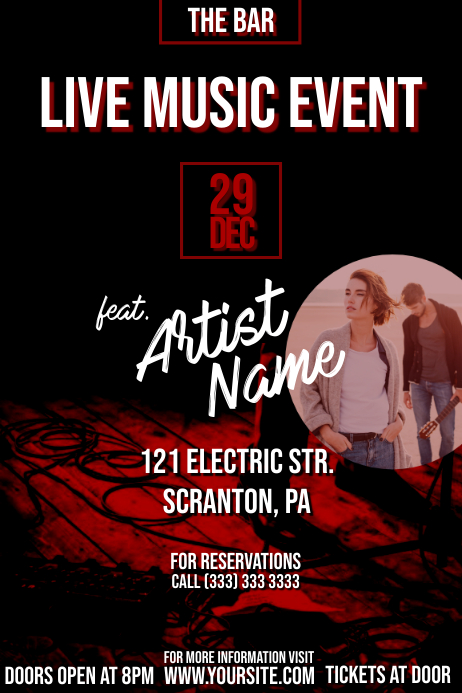 THE BAR
LIVE MUSIC EVENT
29
DEC
feat.
Artist
Name
121 ELECTRIC STR.
SCRANTON, PA
FOR RESERVATIONS
CALL (333) 333 3333
FOR MORE INFORMATION VISIT
DOORS OPEN AT 8PM WWW.YOURSITE.COM TICKETS AT DOOR